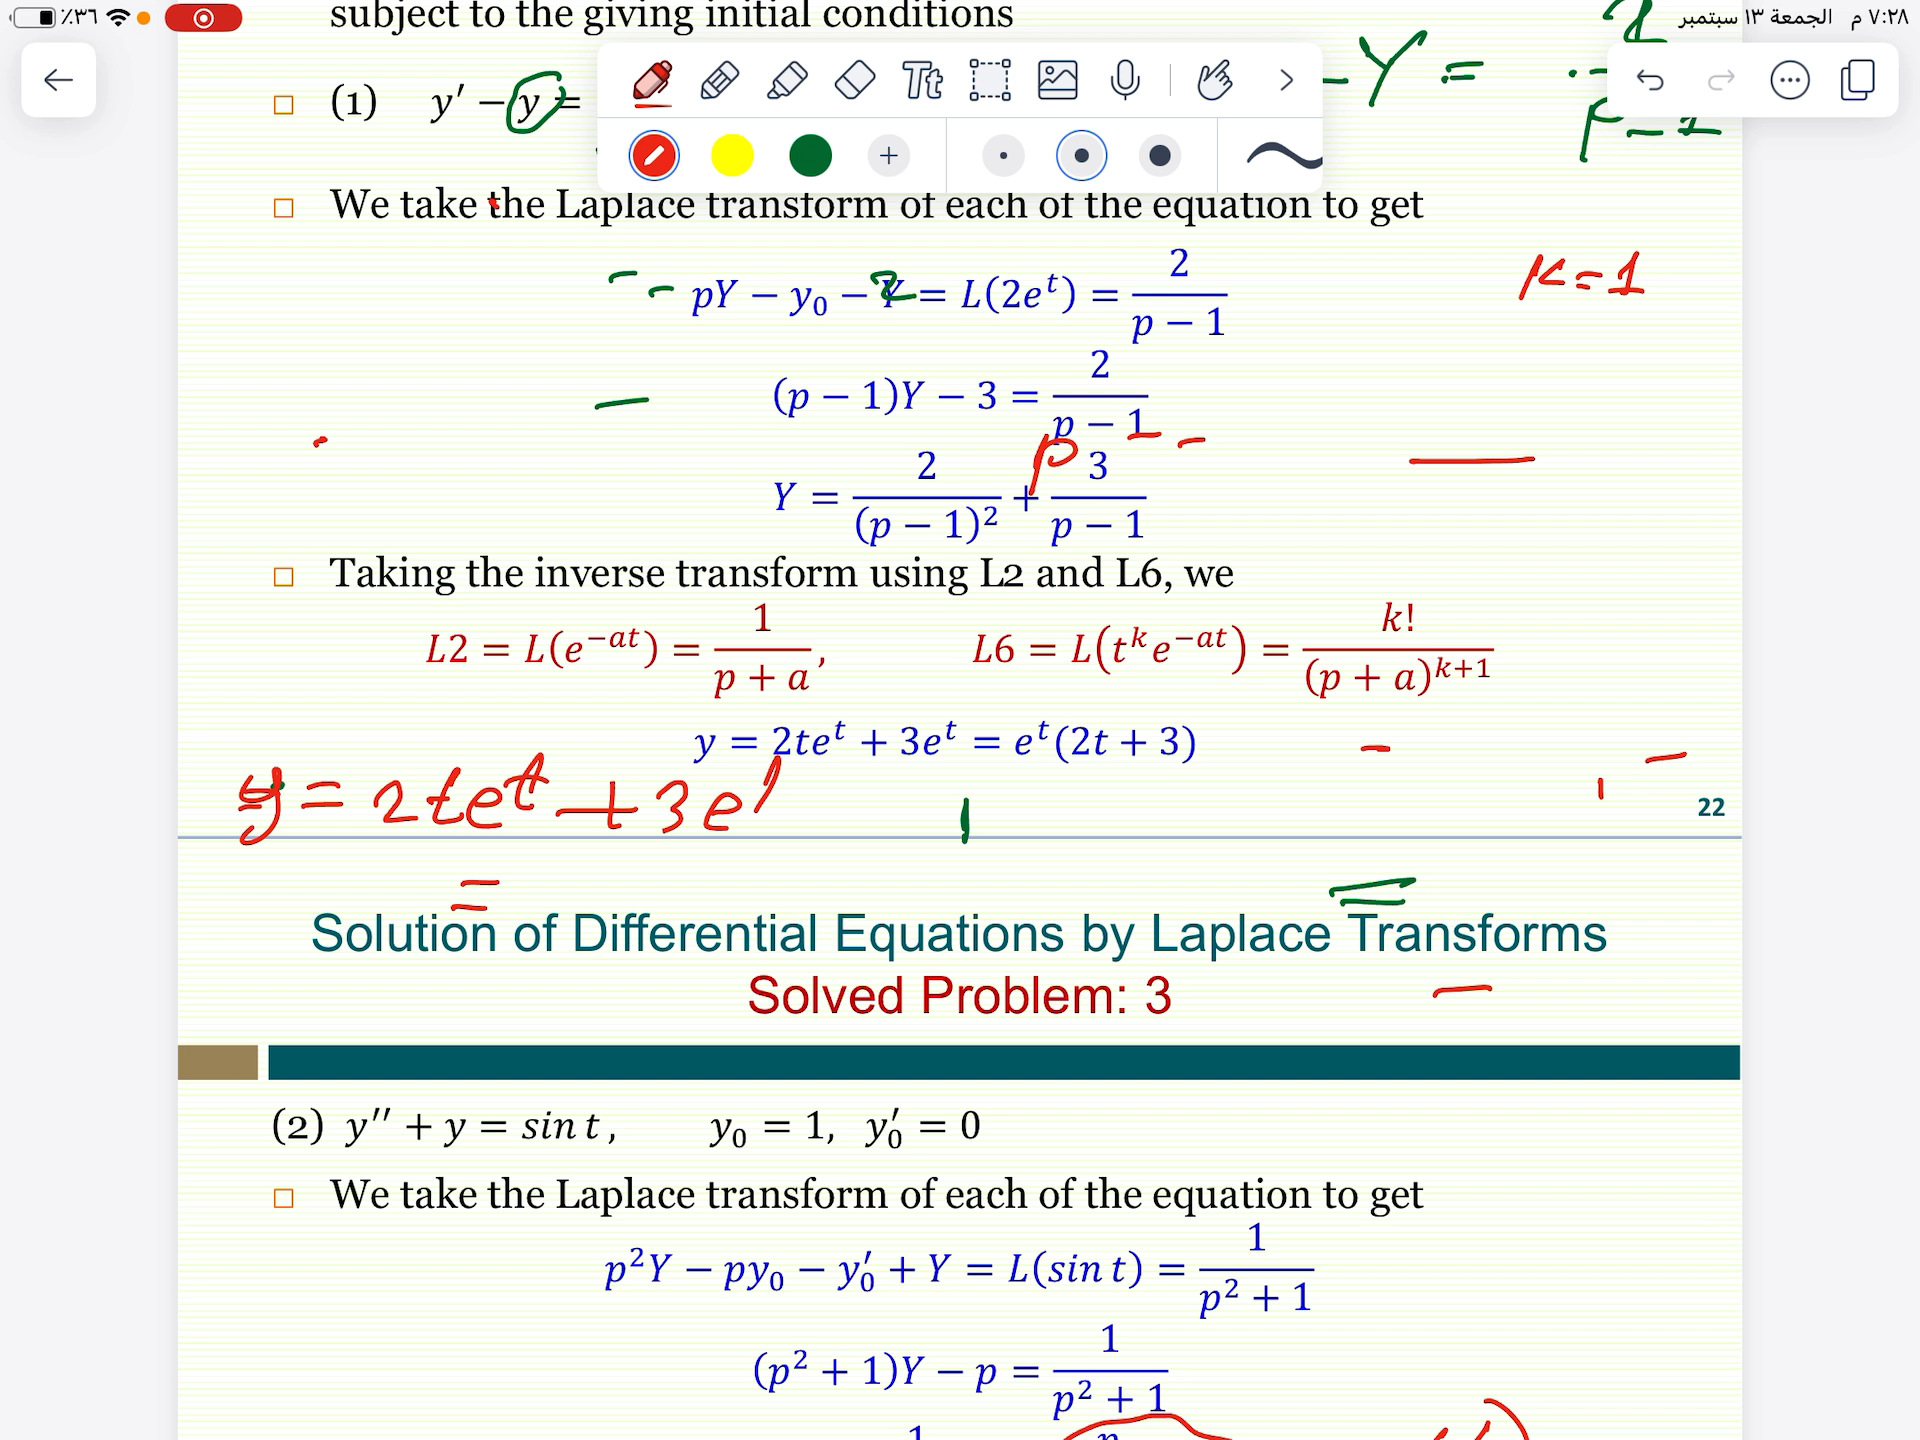 ٪٣٦ ٧:٢٨ م الجمعة ١٣ سبتمبر
subject to the giving initial conditions
(1) y′ − y =
− Y =
p − 1
Tt
We take the Laplace transform of each of the equation to get
pY − y₀ − Y = L(2eᵗ) = 2/(p − 1)
K = 1
(p − 1)Y − 3 = 2/(p − 1)
p
Y = 2/(p − 1)² + 3/(p − 1)
Taking the inverse transform using L2 and L6, we
L2 = L(e⁻ᵃᵗ) = 1/(p + a), L6 = L(tᵏe⁻ᵃᵗ) = k!/(p + a)ᵏ⁺¹
y = 2teᵗ + 3eᵗ = eᵗ(2t + 3)
y = 2teᵗ + 3e
22
Solution of Differential Equations by Laplace Transforms
Solved Problem: 3
(2) y′′ + y = sin t, y₀ = 1, y₀′ = 0
We take the Laplace transform of each of the equation to get
p²Y − py₀ − y₀′ + Y = L(sin t) = 1/(p² + 1)
(p² + 1)Y − p = 1/(p² + 1)